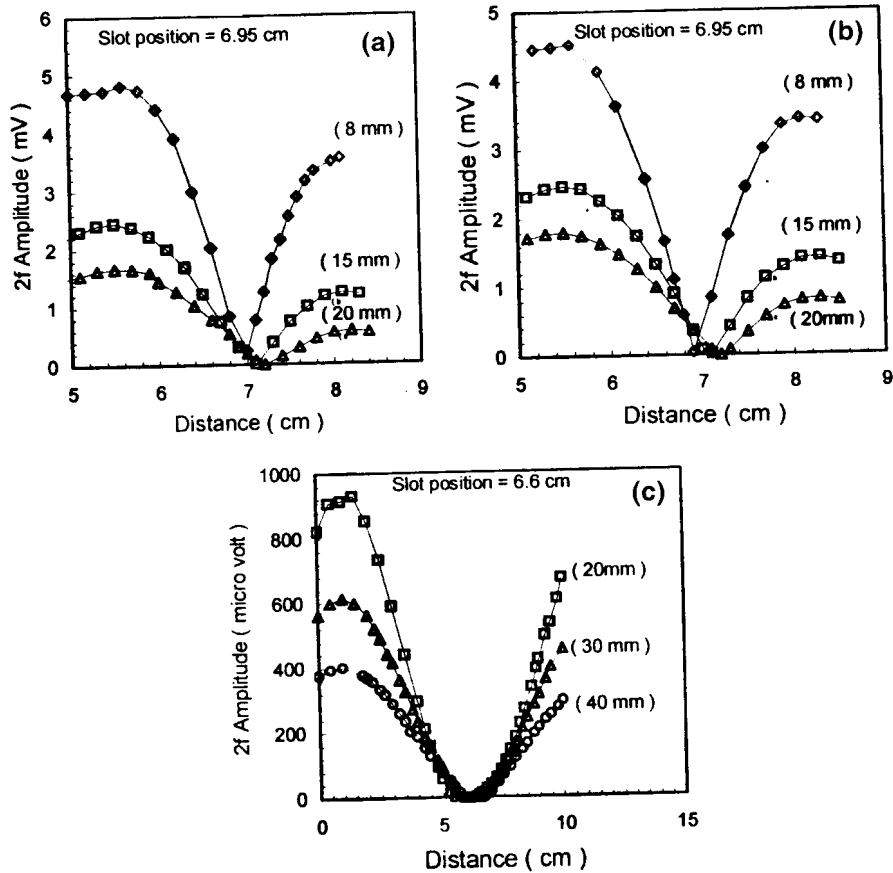 Slot position = 6.95 cm
(a)
2f Amplitude ( mV )
6
5
4
3
2
1
0
( 8 mm )
( 15 mm )
( 20 mm )
5
6
7
8
9
Distance ( cm )
Slot position = 6.95 cm
(b)
2f Amplitude ( mV )
5
4
3
2
1
0
( 8 mm )
( 15 mm )
( 20mm )
5
6
7
8
9
Distance ( cm )
Slot position = 6.6 cm
(c)
2f Amplitude ( micro volt )
1000
800
600
400
200
0
( 20mm )
( 30 mm )
( 40 mm )
0
5
10
15
Distance ( cm )